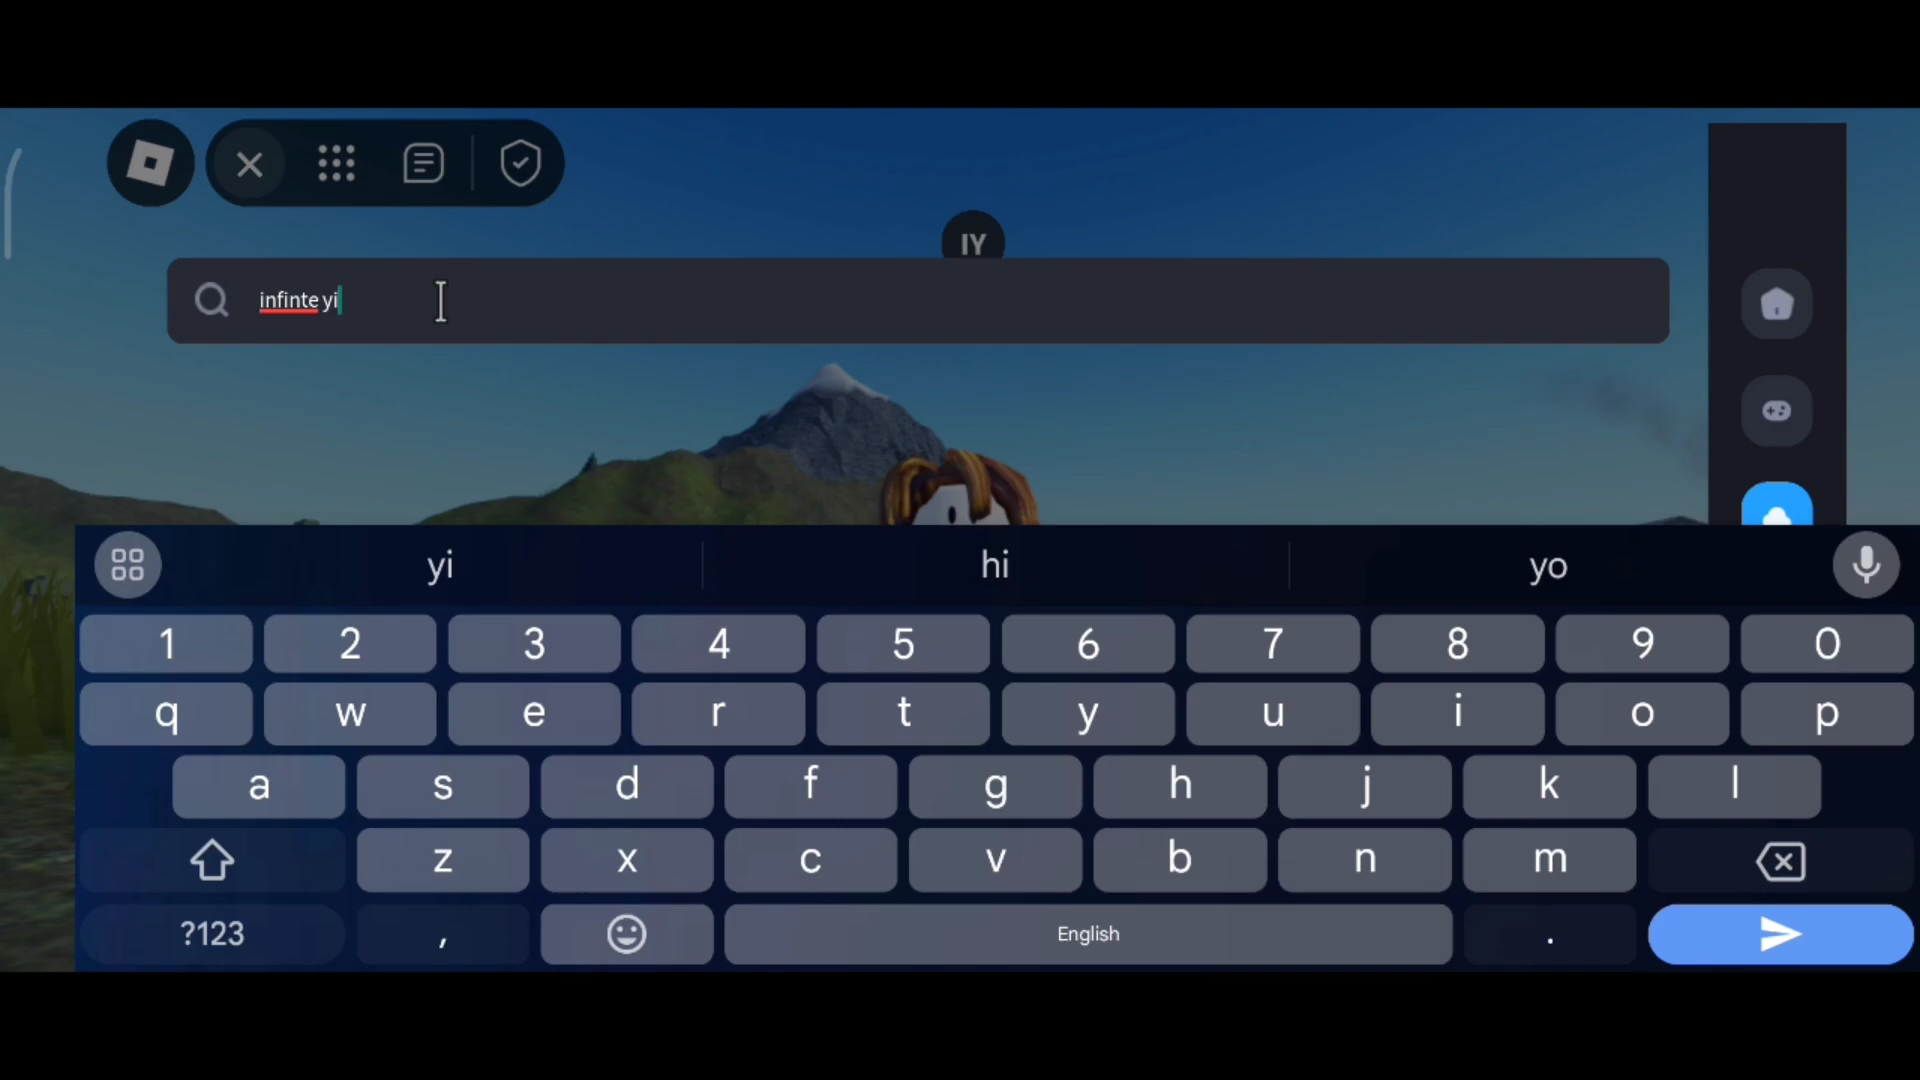 IY
infinte yi
yi hi yo
1 2 3 4 5 6 7 8 9 0
q w e r t y u i o p
a s d f g h j k l
z x c v b n m
?123 , English .